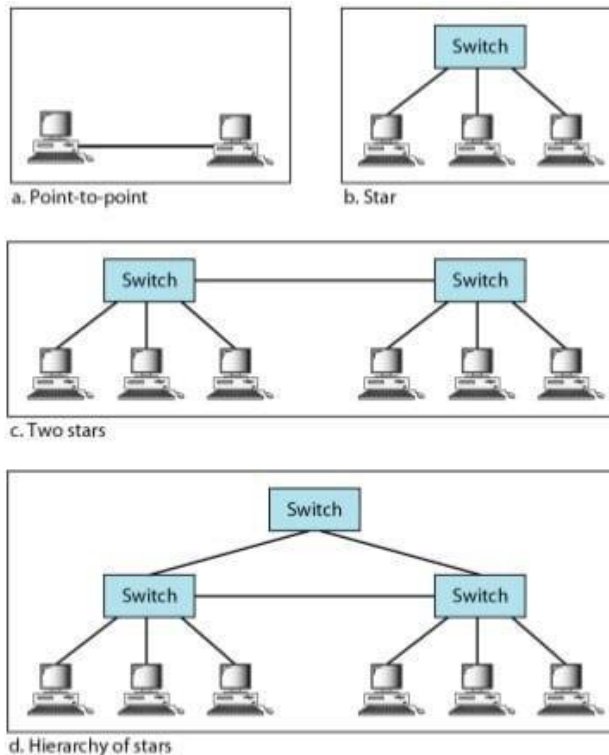 Switch
a. Point-to-point
b. Star
Switch
Switch
c. Two stars
Switch
Switch
Switch
d. Hierarchy of stars